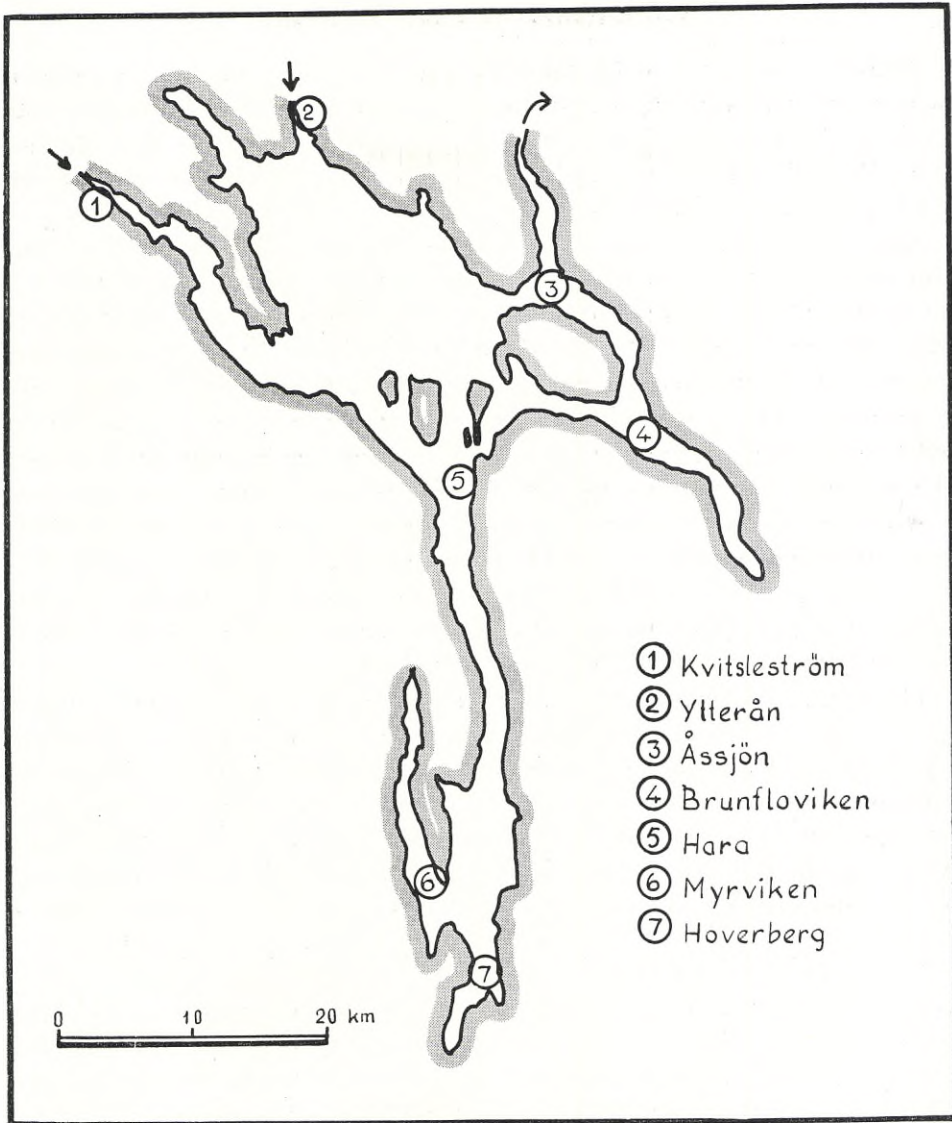 2
1
3
4
5
① Kvitsleström
② Ytterån
③ Åssjön
④ Brunfloviken
⑤ Hara
⑥ Myrviken
⑦ Hoverberg
6
7
0 10 20 km